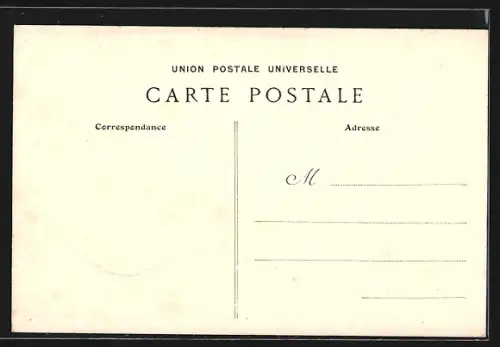 UNION POSTALE UNIVERSELLE
CARTE POSTALE
Correspondance
Adresse
M